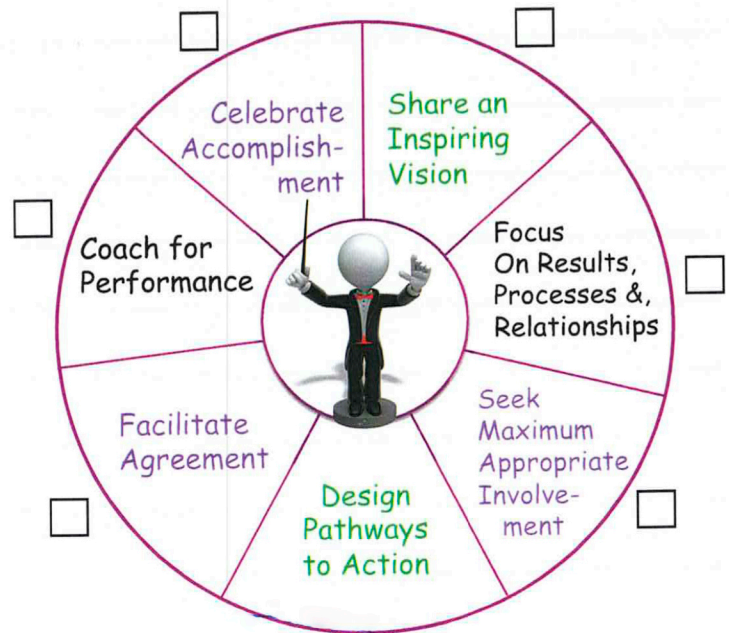 Share an
Inspiring
Vision
Focus
On Results,
Processes &,
Relationships
Seek
Maximum
Appropriate
Involve-
ment
Design
Pathways
to Action
Facilitate
Agreement
Coach for
Performance
Celebrate
Accomplish-
ment